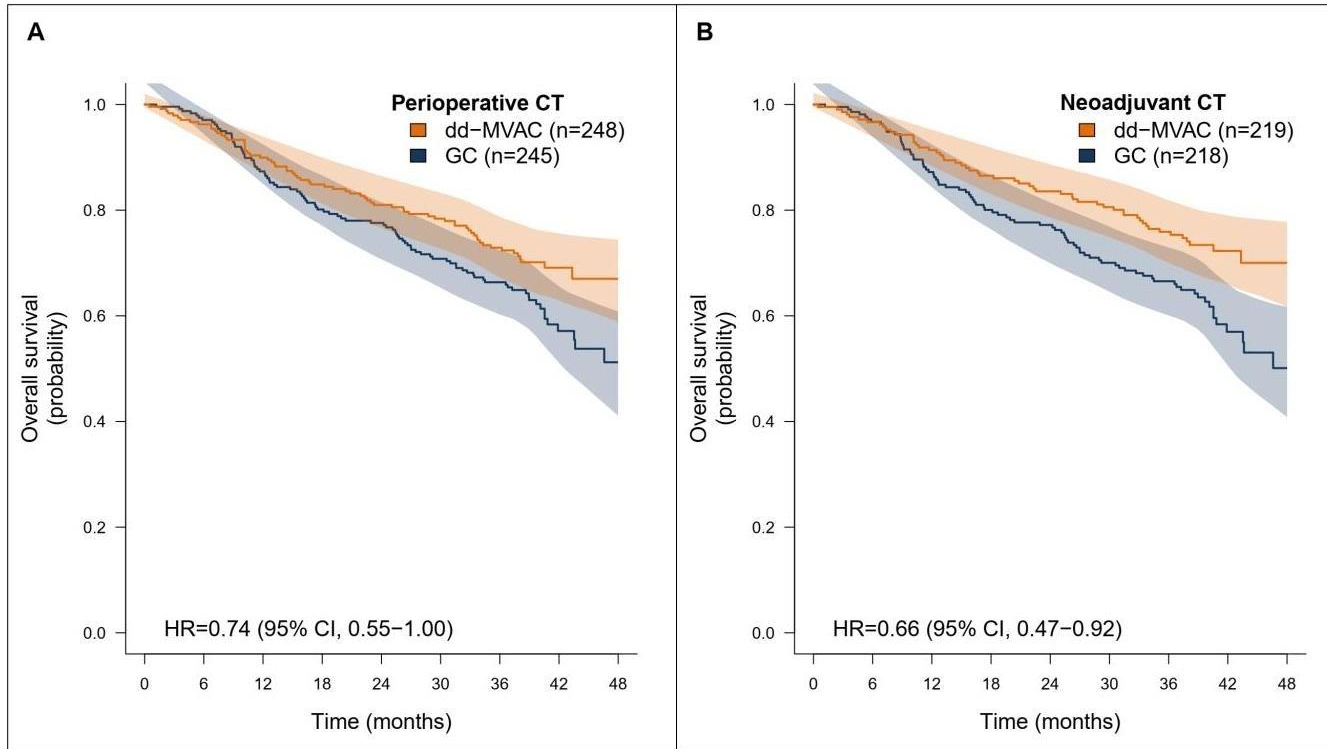 A
Perioperative CT
dd−MVAC (n=248)
GC (n=245)
1.0
0.8
0.6
0.4
0.2
0.0
Overall survival
(probability)
HR=0.74 (95% CI, 0.55−1.00)
0 6 12 18 24 30 36 42 48
Time (months)
B
Neoadjuvant CT
dd−MVAC (n=219)
GC (n=218)
1.0
0.8
0.6
0.4
0.2
0.0
Overall survival
(probability)
HR=0.66 (95% CI, 0.47−0.92)
0 6 12 18 24 30 36 42 48
Time (months)